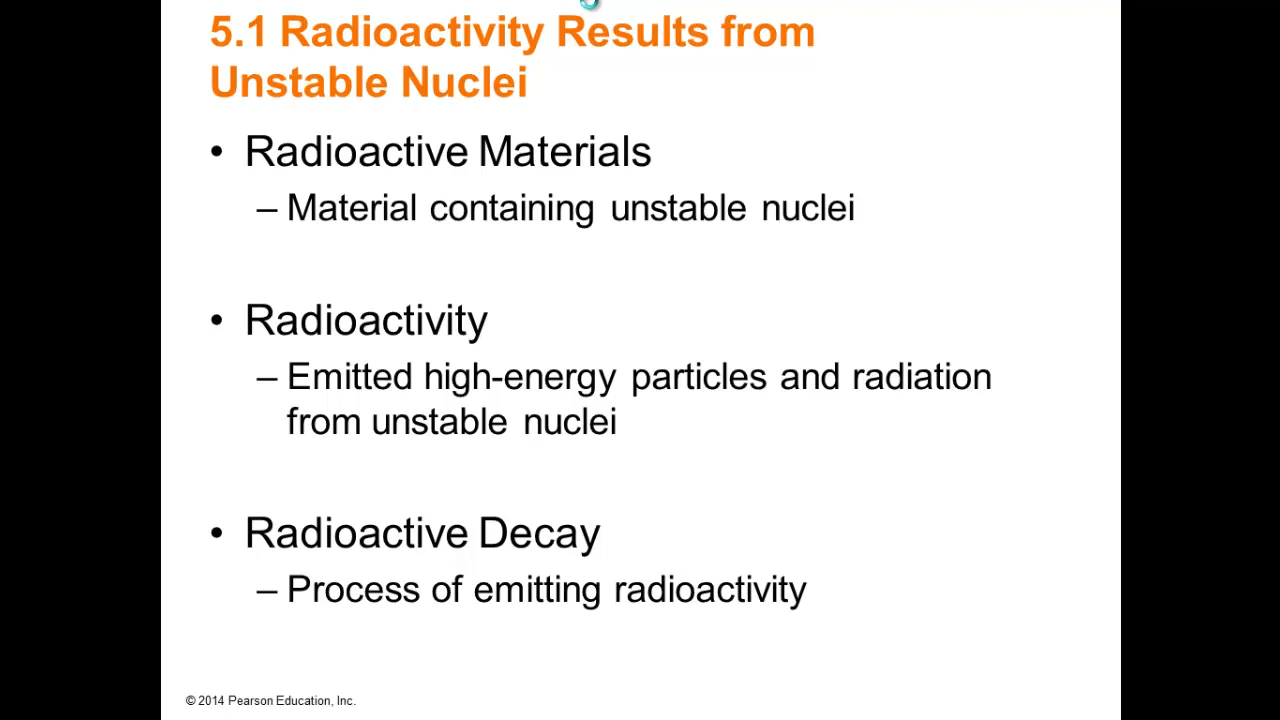 5.1 Radioactivity Results from
Unstable Nuclei
• Radioactive Materials
– Material containing unstable nuclei
• Radioactivity
– Emitted high-energy particles and radiation
from unstable nuclei
• Radioactive Decay
– Process of emitting radioactivity
© 2014 Pearson Education, Inc.